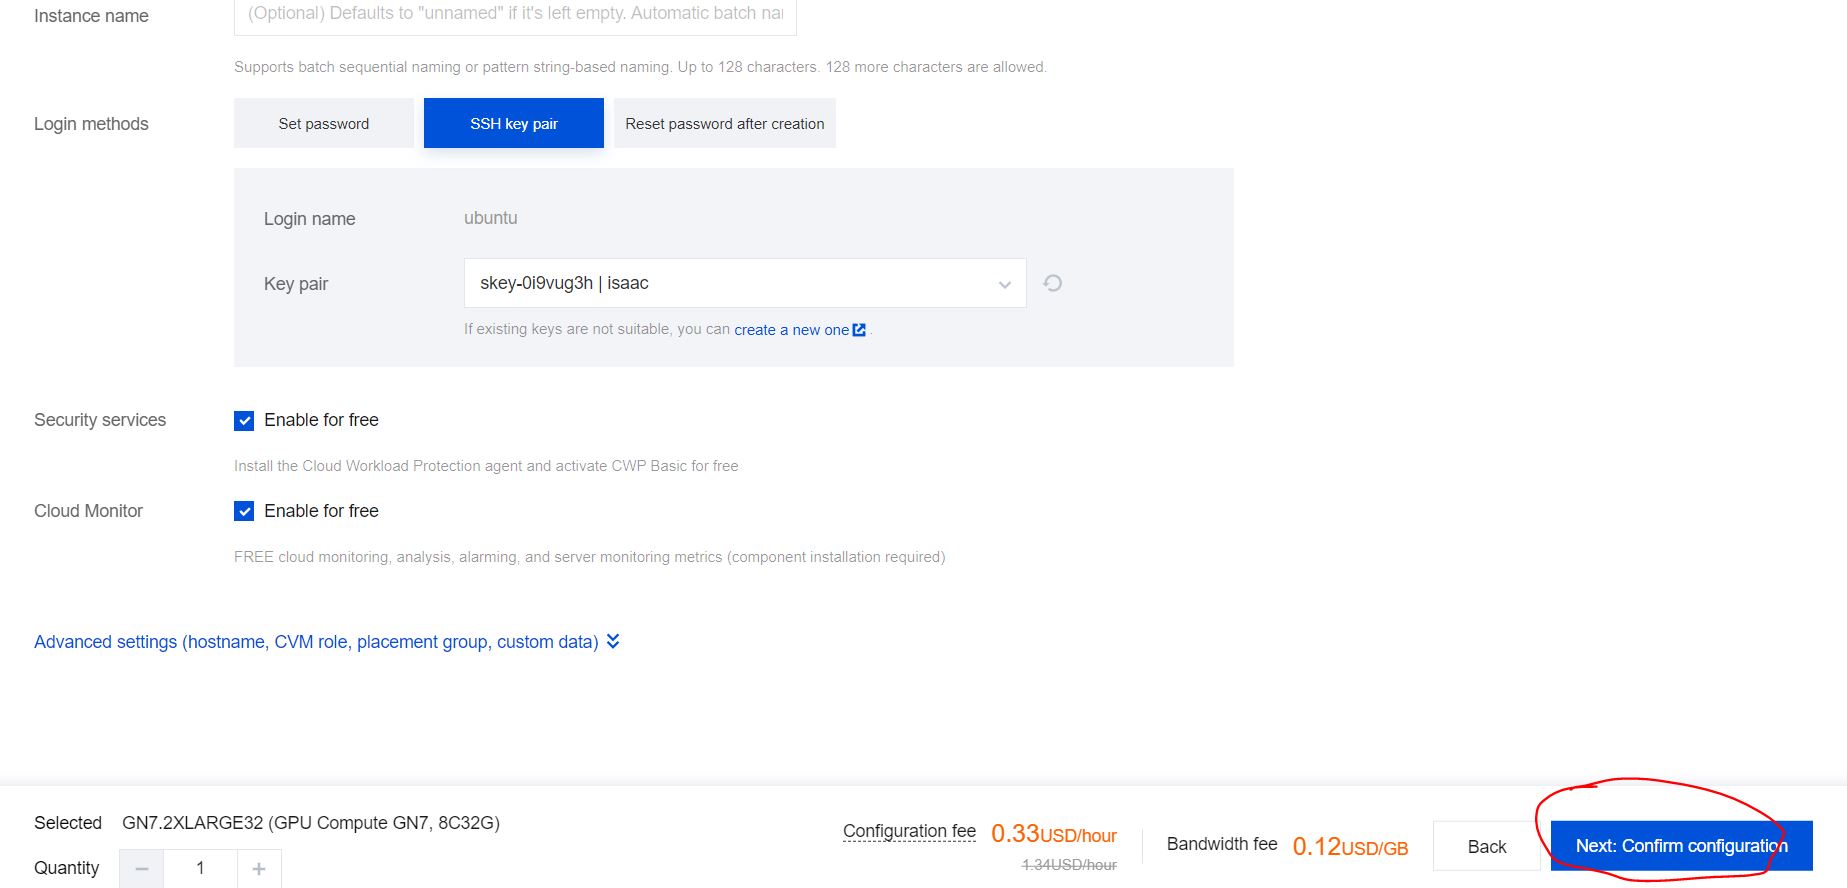 Instance name
(Optional) Defaults to "unnamed" if it's left empty. Automatic batch na
Supports batch sequential naming or pattern string-based naming. Up to 128 characters. 128 more characters are allowed.
Login methods
Set password
SSH key pair
Reset password after creation
Login name
ubuntu
Key pair
skey-0i9vug3h | isaac
If existing keys are not suitable, you can create a new one .
Security services
Enable for free
Install the Cloud Workload Protection agent and activate CWP Basic for free
Cloud Monitor
Enable for free
FREE cloud monitoring, analysis, alarming, and server monitoring metrics (component installation required)
Advanced settings (hostname, CVM role, placement group, custom data)
Selected GN7.2XLARGE32 (GPU Compute GN7, 8C32G)
Quantity − 1 +
Configuration fee 0.33USD/hour
1.34USD/hour
Bandwidth fee 0.12USD/GB
Back
Next: Confirm configuration